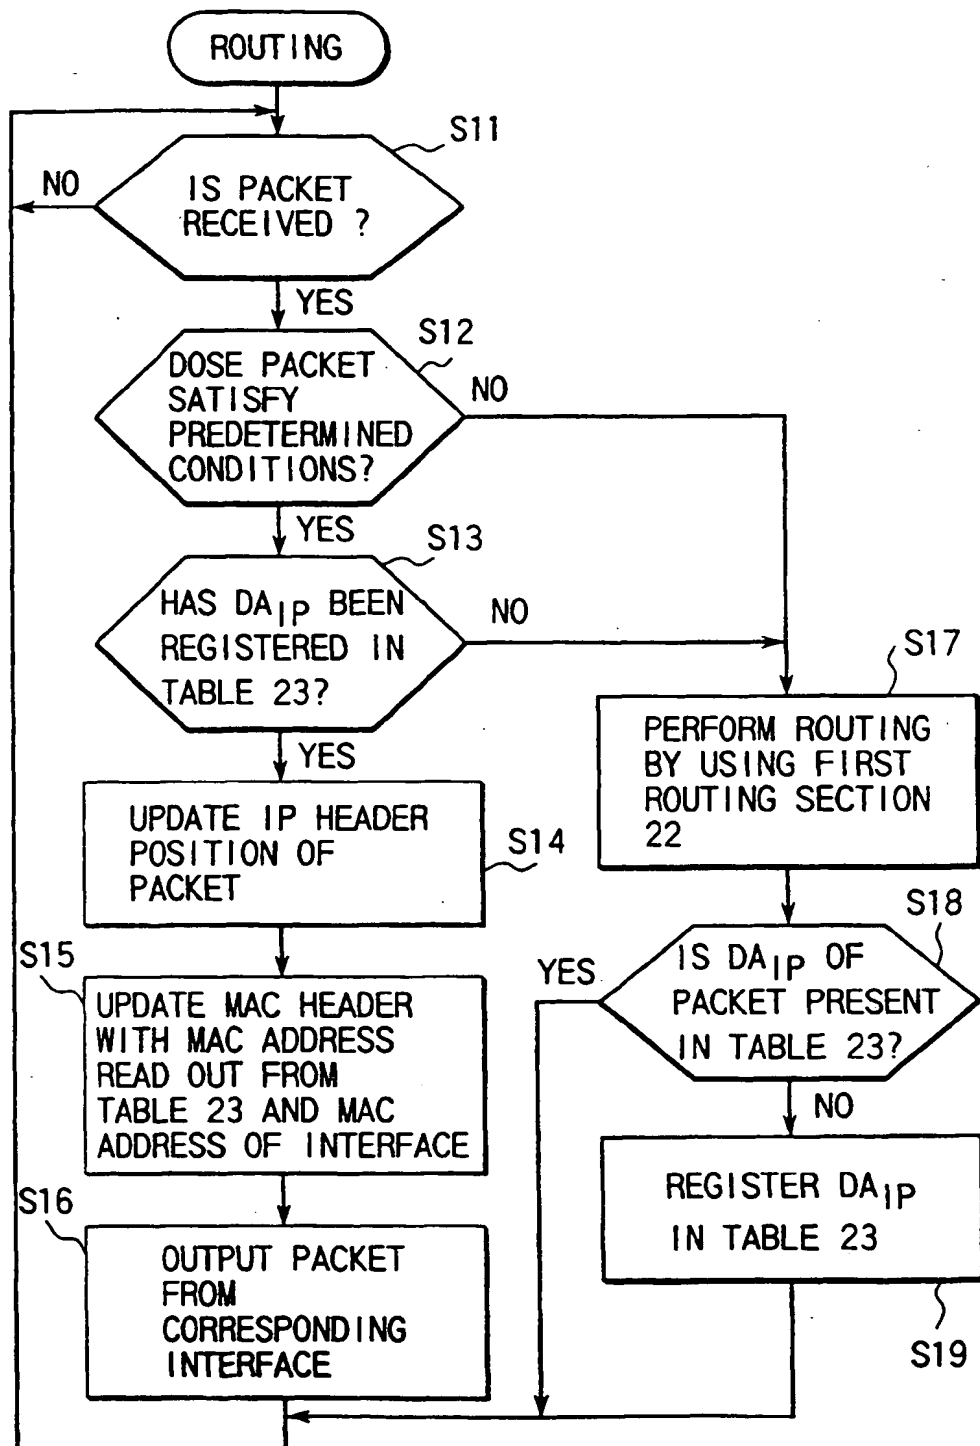 ROUTING
S11
NO
IS PACKET
RECEIVED ?
YES
S12
DOSE PACKET
SATISFY
PREDETERMINED
CONDITIONS?
NO
YES
S13
HAS DAIP BEEN
REGISTERED IN
TABLE 23?
NO
YES
S14
UPDATE IP HEADER
POSITION OF
PACKET
S15
UPDATE MAC HEADER
WITH MAC ADDRESS
READ OUT FROM
TABLE 23 AND MAC
ADDRESS OF INTERFACE
S16
OUTPUT PACKET
FROM
CORRESPONDING
INTERFACE
S17
PERFORM ROUTING
BY USING FIRST
ROUTING SECTION
22
S18
YES
IS DAIP OF
PACKET PRESENT
IN TABLE 23?
NO
REGISTER DAIP
IN TABLE 23
S19